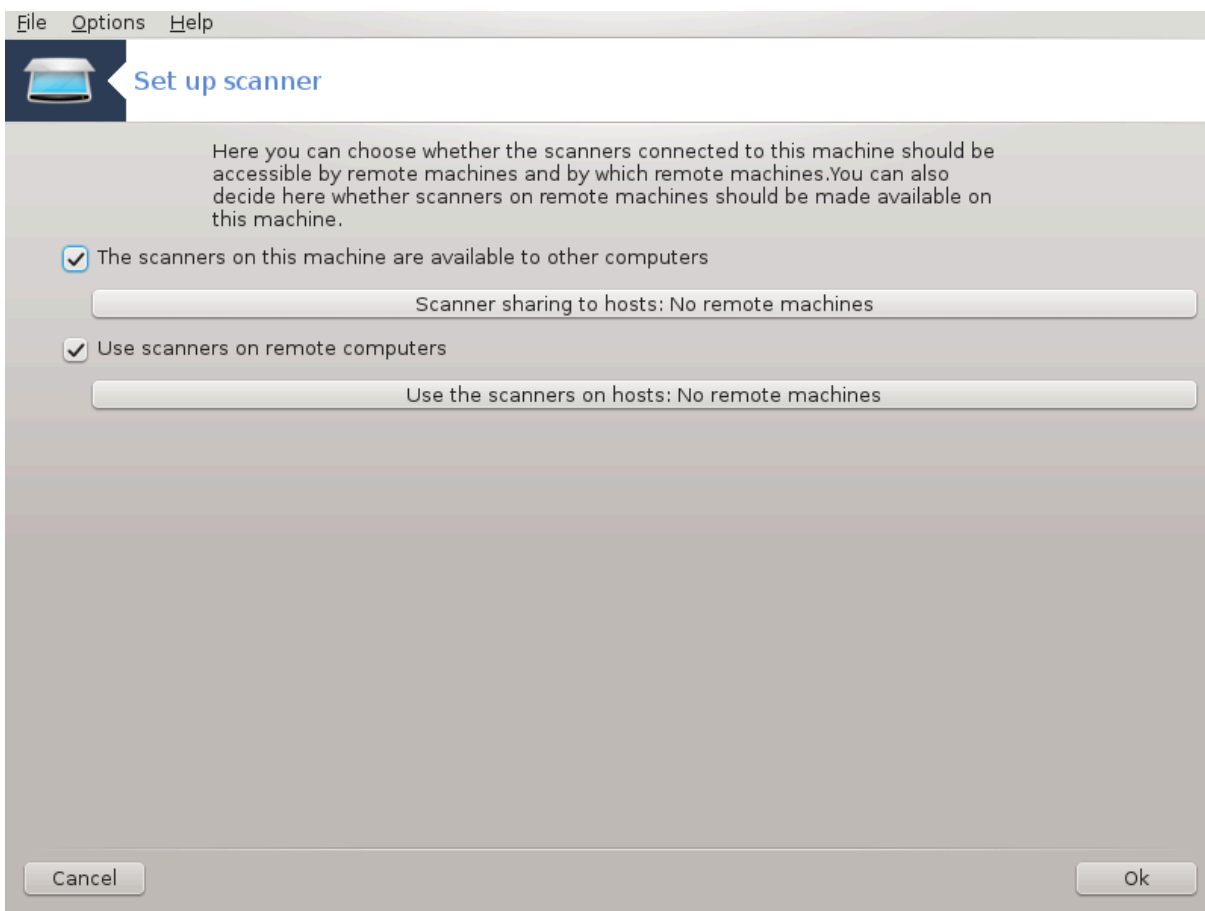 File Options Help
Set up scanner
Here you can choose whether the scanners connected to this machine should be
accessible by remote machines and by which remote machines.You can also
decide here whether scanners on remote machines should be made available on
this machine.
The scanners on this machine are available to other computers
Scanner sharing to hosts: No remote machines
Use scanners on remote computers
Use the scanners on hosts: No remote machines
Cancel Ok